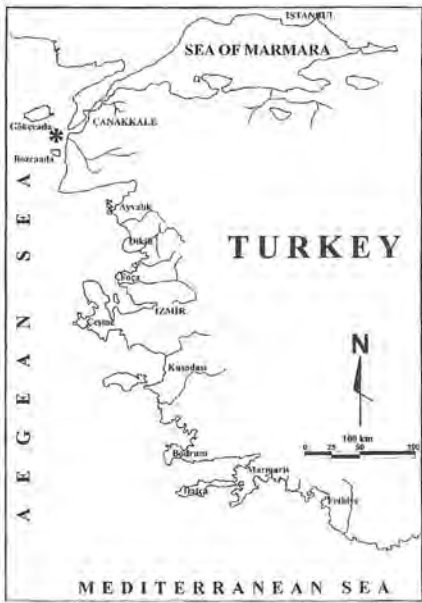 ISTANBUL
SEA OF MARMARA
ÇANAKKALE
Gökçeada
*
Bozcaada
AEGEAN SEA
Ayvalık
Dikili
TURKEY
Foça
İZMİR
Çeşme
N
Kuşadası
100 km
0 25 50 100
Bodrum
Marmaris
Datça
Fethiye
MEDITERRANEAN SEA